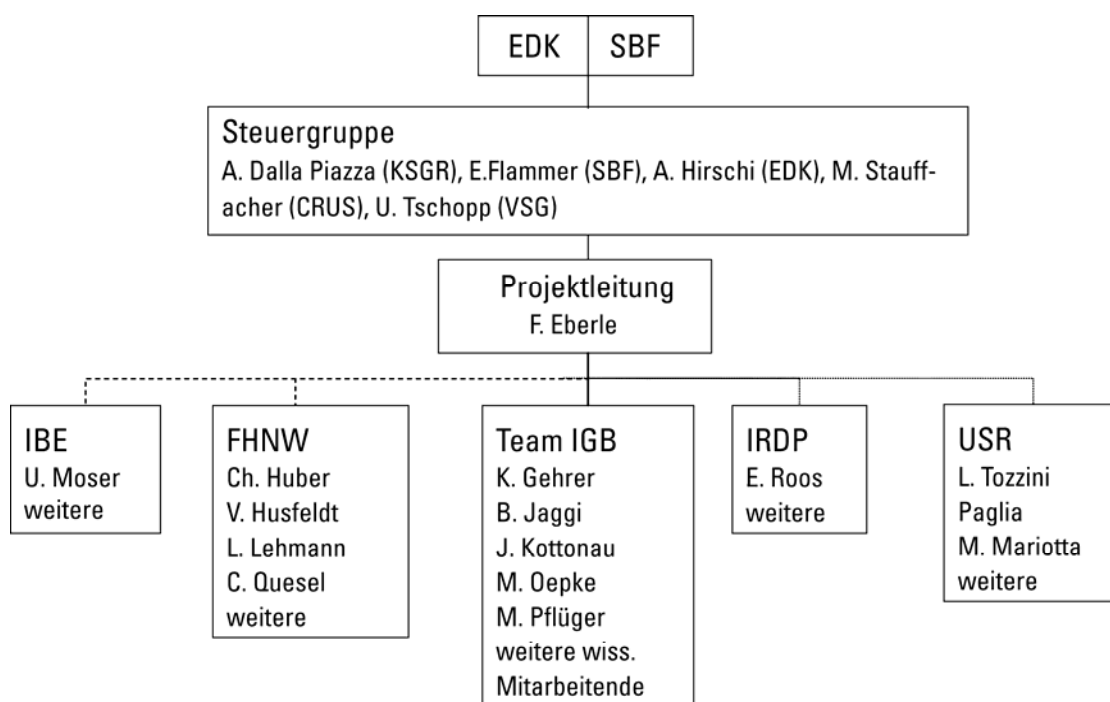 EDK SBF
Steuergruppe
A. Dalla Piazza (KSGR), E.Flammer (SBF), A. Hirschi (EDK), M. Stauff-
acher (CRUS), U. Tschopp (VSG)
Projektleitung
F. Eberle
IBE
U. Moser
weitere
FHNW
Ch. Huber
V. Husfeldt
L. Lehmann
C. Quesel
weitere
Team IGB
K. Gehrer
B. Jaggi
J. Kottonau
M. Oepke
M. Pflüger
weitere wiss.
Mitarbeitende
IRDP
E. Roos
weitere
USR
L. Tozzini
Paglia
M. Mariotta
weitere